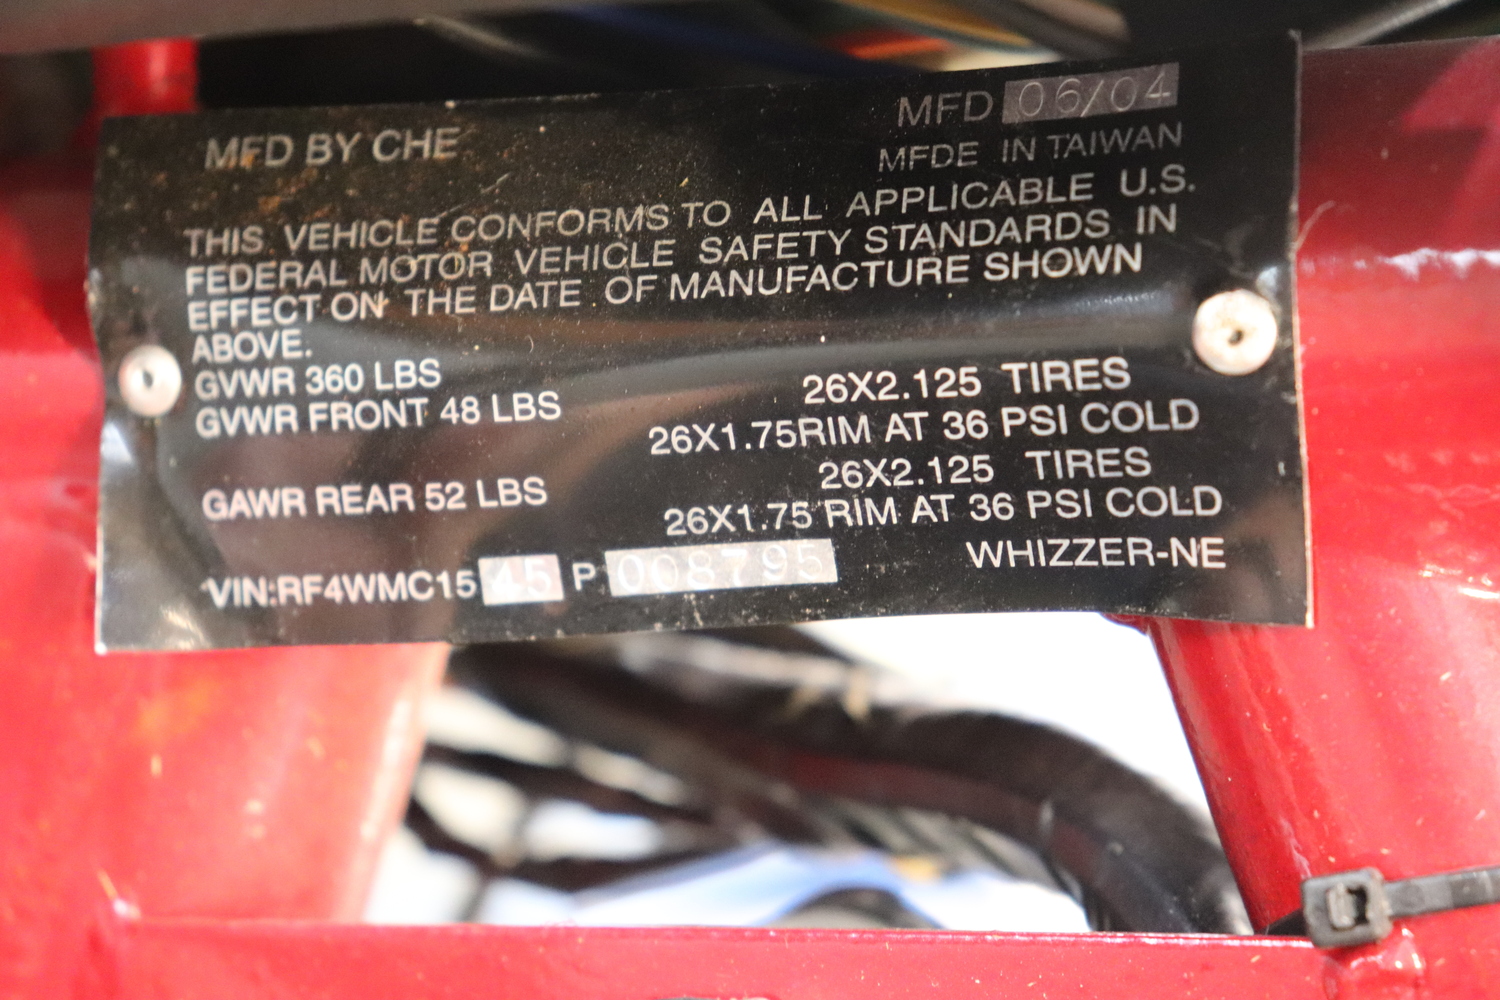 MFD 06/04
MFD BY CHE
MFDE IN TAIWAN
THIS VEHICLE CONFORMS TO ALL APPLICABLE U.S.
FEDERAL MOTOR VEHICLE SAFETY STANDARDS IN
EFFECT ON THE DATE OF MANUFACTURE SHOWN
ABOVE.
GVWR 360 LBS
26X2.125 TIRES
GVWR FRONT 48 LBS
26X1.75RIM AT 36 PSI COLD
26X2.125 TIRES
GAWR REAR 52 LBS
26X1.75 RIM AT 36 PSI COLD
VIN:RF4WMC15 45 P 008795
WHIZZER-NE